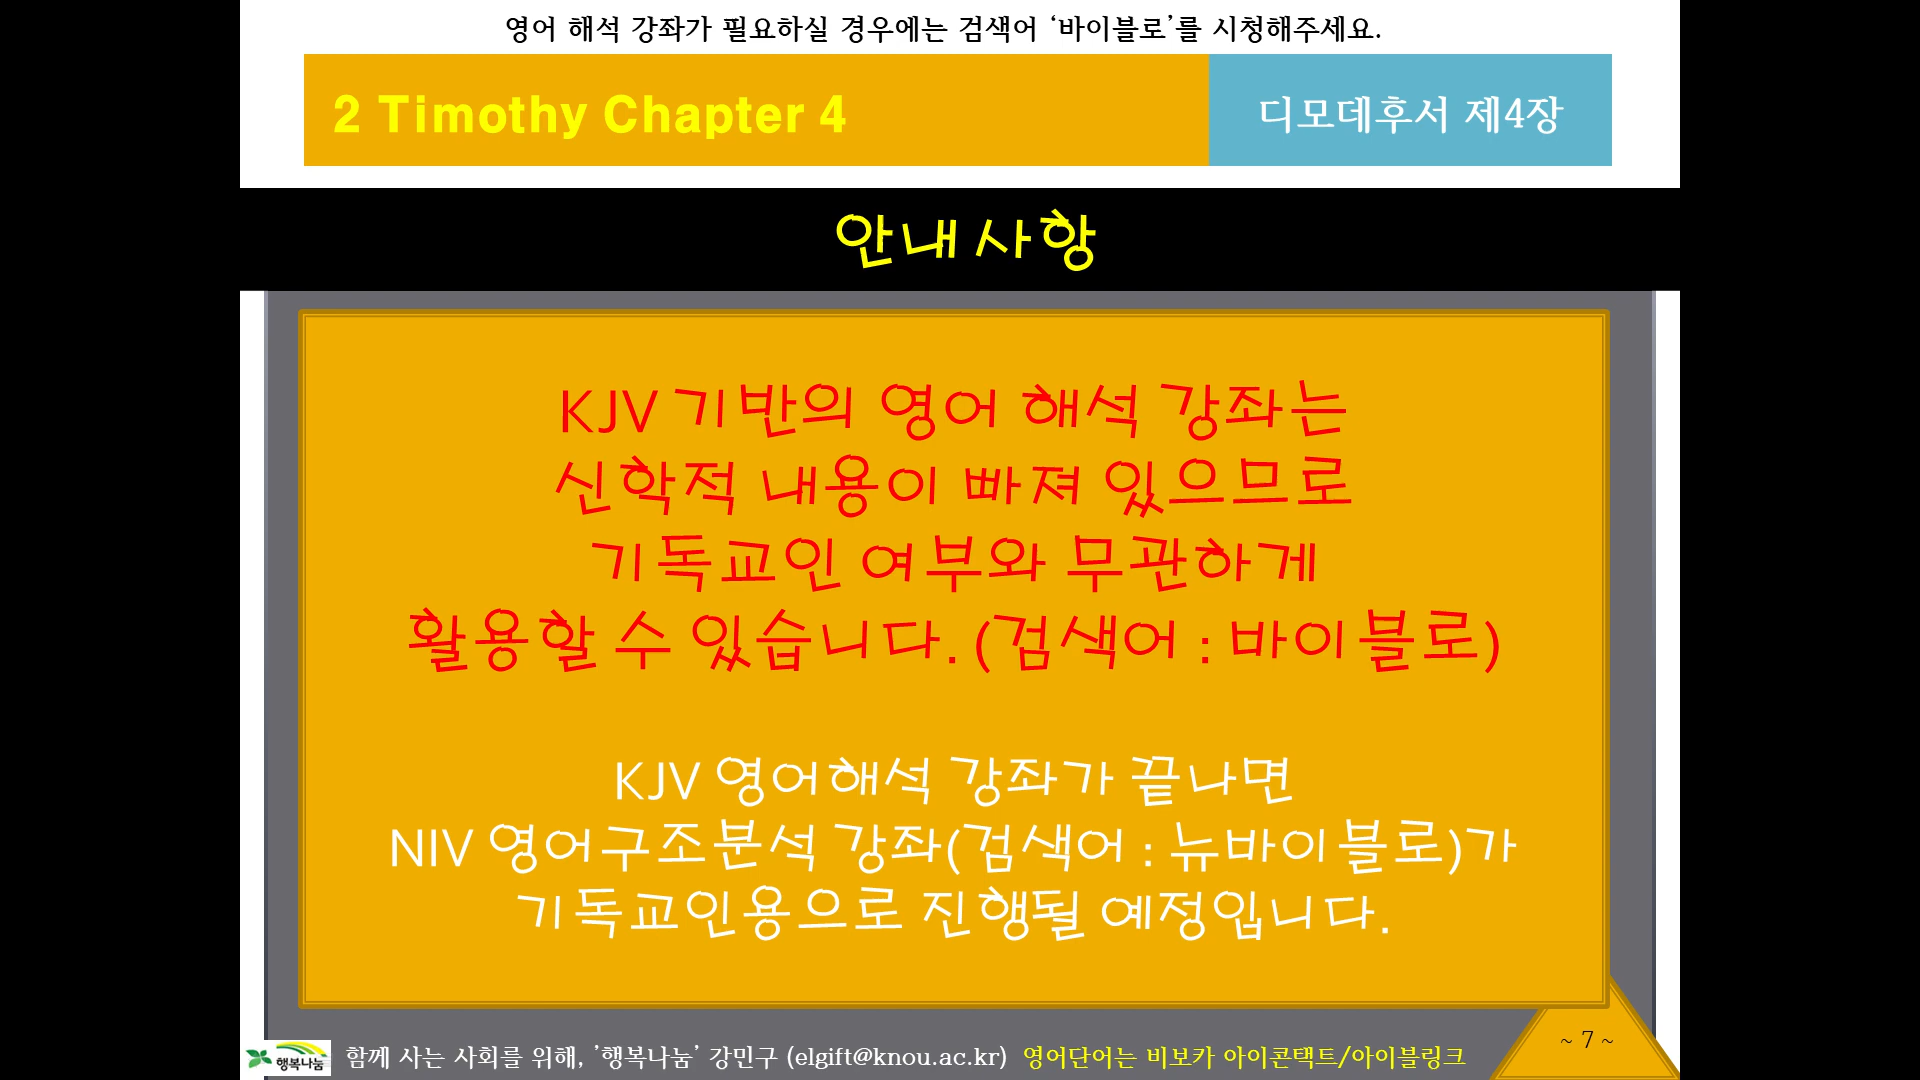 영어 해석 강좌가 필요하실 경우에는 검색어 ‘바이블로’를 시청해주세요.
2 Timothy Chapter 4
디모데후서 제4장
안내사항
KJV 기반의 영어 해석 강좌는
신학적 내용이 빠져 있으므로
기독교인 여부와 무관하게
활용할 수 있습니다. (검색어 : 바이블로)
KJV 영어해석 강좌가 끝나면
NIV 영어구조분석 강좌(검색어 : 뉴바이블로)가
기독교인용으로 진행될 예정입니다.
~ 7 ~
행복나눔
함께 사는 사회를 위해, ’행복나눔’ 강민구 (elgift@knou.ac.kr) 영어단어는 비보카 아이콘택트/아이블링크